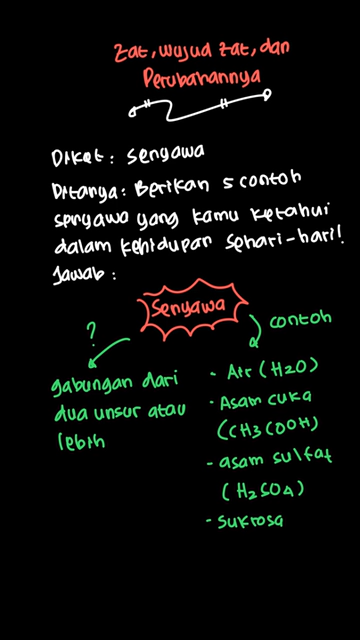 Zat, wujud zat, dan
Perubahannya
Diket : senyawa
Ditanya : Berikan 5 contoh
senyawa yang kamu ketahui
dalam kehidupan sehari-hari!
Jawab :
Senyawa
?
contoh
gabungan dari
dua unsur atau
lebih
- Air (H2O)
- Asam cuka
(CH3COOH)
- asam sulfat
(H2SO4)
- sukrosa